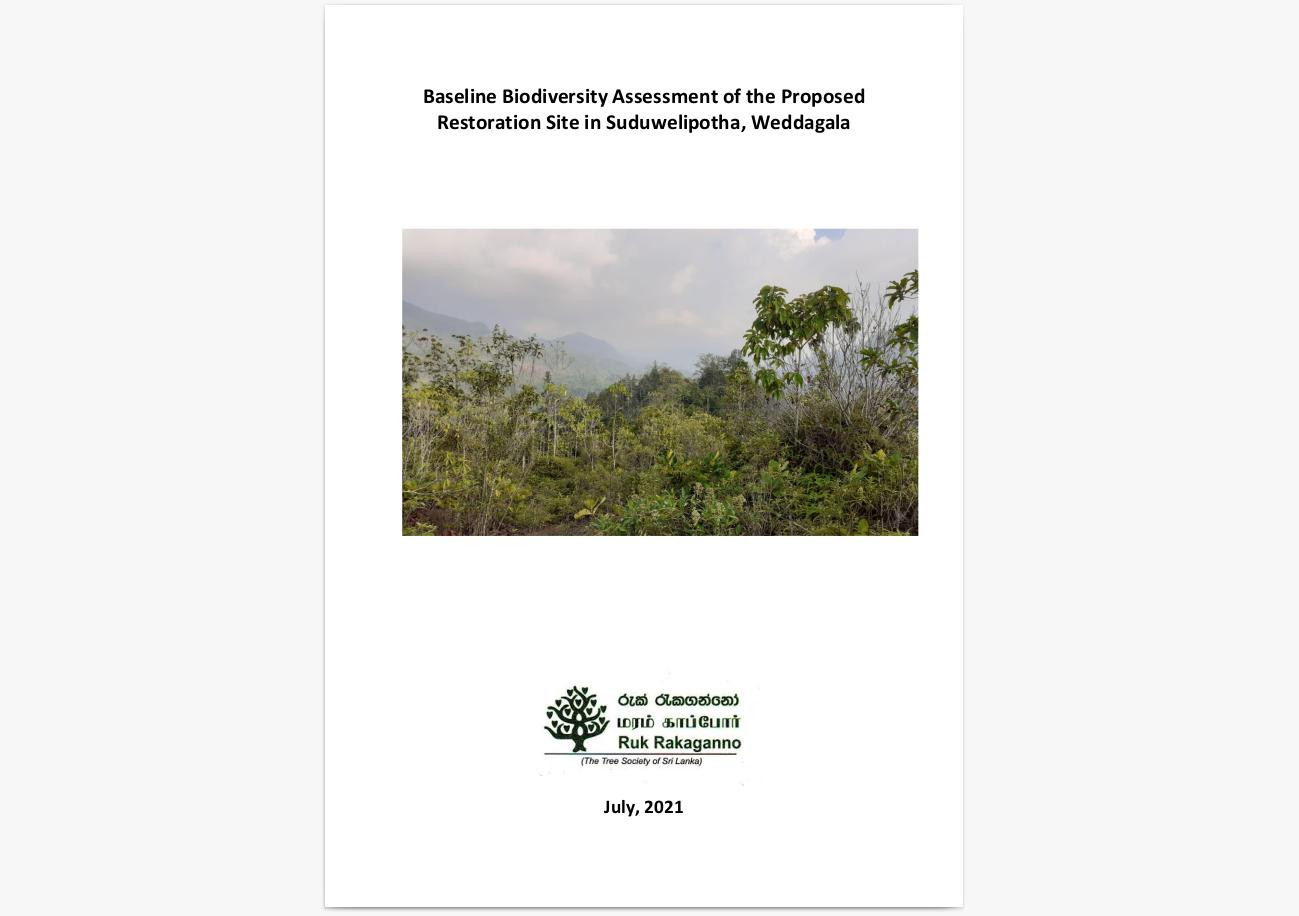 Baseline Biodiversity Assessment of the Proposed
Restoration Site in Suduwelipotha, Weddagala
රුක් රැකගන්නෝ
மரம் காப்போர்
Ruk Rakaganno
(The Tree Society of Sri Lanka)
July, 2021